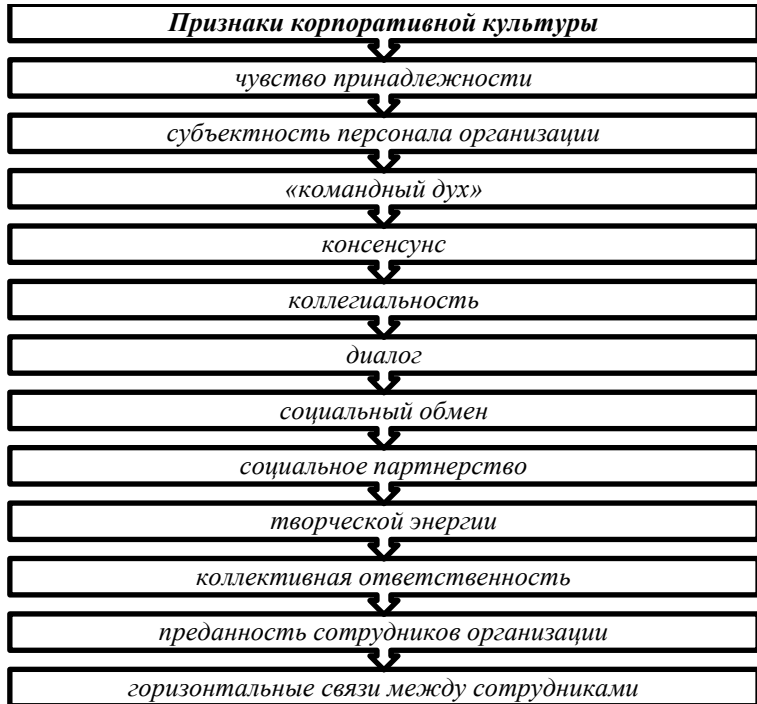 Признаки корпоративной культуры
чувство принадлежности
субъектность персонала организации
«командный дух»
консенсунс
коллегиальность
диалог
социальный обмен
социальное партнерство
творческой энергии
коллективная ответственность
преданность сотрудников организации
горизонтальные связи между сотрудниками